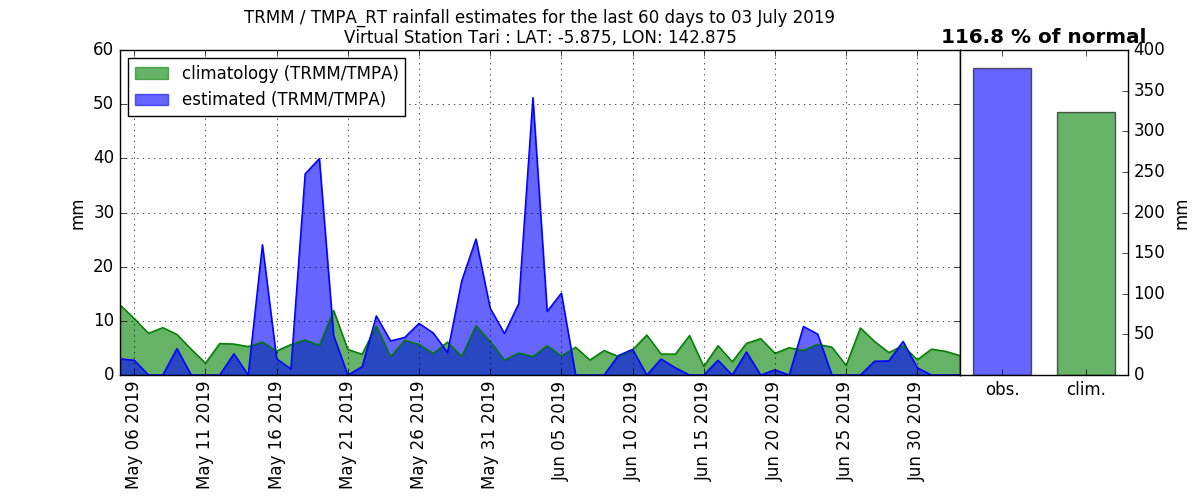 TRMM / TMPA_RT rainfall estimates for the last 60 days to 03 July 2019
Virtual Station Tari : LAT: -5.875, LON: 142.875
116.8 % of normal
climatology (TRMM/TMPA)
estimated (TRMM/TMPA)
60
50
40
30
20
10
0
mm
May 06 2019
May 11 2019
May 16 2019
May 21 2019
May 26 2019
May 31 2019
Jun 05 2019
Jun 10 2019
Jun 15 2019
Jun 20 2019
Jun 25 2019
Jun 30 2019
obs.
clim.
400
350
300
250
200
150
100
50
0
mm